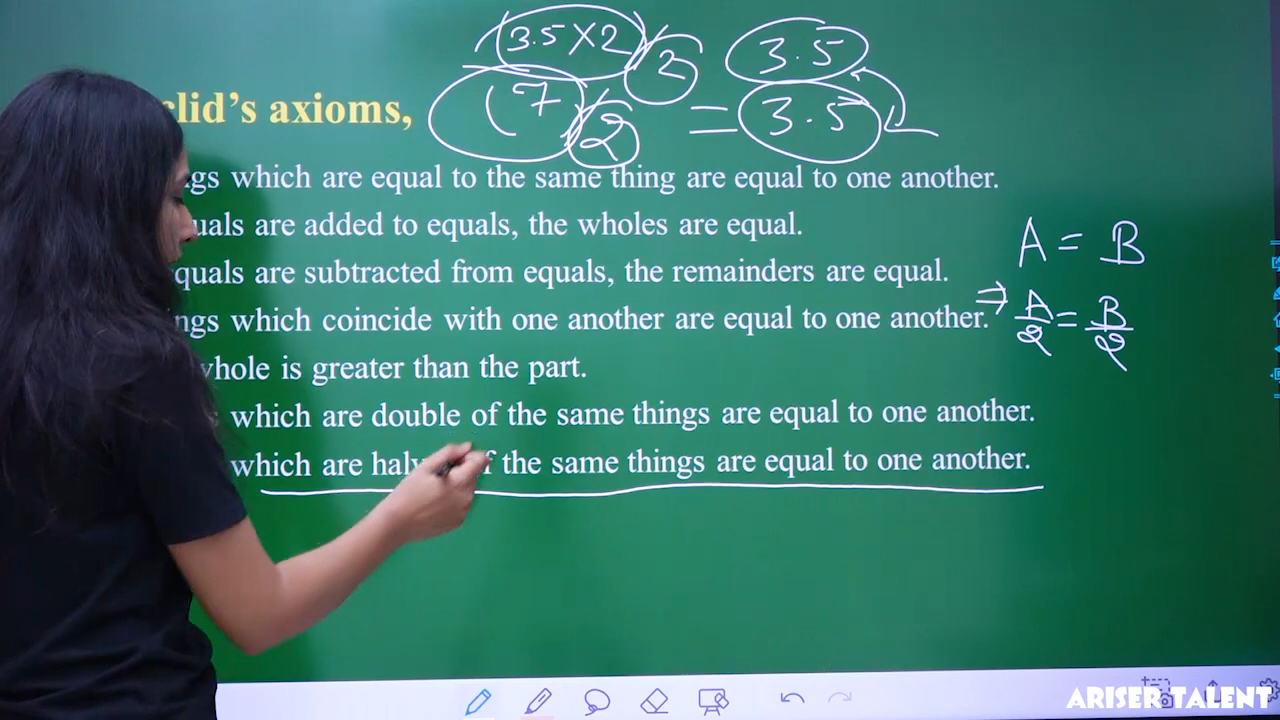 (3.5×2)/2 3.5
clid's axioms, (7)/2 = 3.5
ngs which are equal to the same thing are equal to one another.
uals are added to equals, the wholes are equal.
A = B
quals are subtracted from equals, the remainders are equal.
ngs which coincide with one another are equal to one another. ⇒ A/2 = B/2
whole is greater than the part.
s which are double of the same things are equal to one another.
which are of the same things are equal to one another.
ARISER TALENT